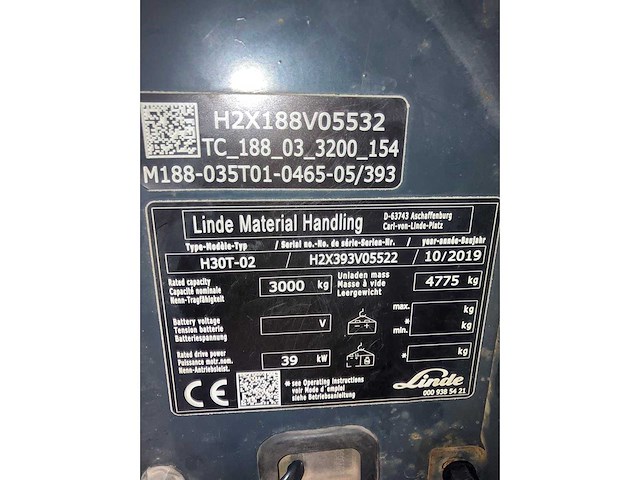 H2X188V05532
TC_188_03_3200_154
M188-035T01-0465-05/393
Linde Material Handling
D-63743 Aschaffenburg
Carl-von-Linde-Platz
Type-Modèle-Typ / Serial no.-No. de série-Serien-Nr. / year-année-Baujahr
H30T-02 / H2X393V05522 / 10/2019
Rated capacity
Capacité nominale
Nenn-Tragfähigkeit
3000 kg
Unladen mass
Masse à vide
Leergewicht
4775 kg
Battery voltage
Tension batterie
Batteriespannung
V
- +
max. kg
*
min. kg
Rated drive power
Puissance motr.nom.
Nenn-Antriebsleist.
39 kW
* kg
CE
* see Operating instructions
voir Mode d´emploi
siehe Betriebsanleitung
Linde
000 938 54 21